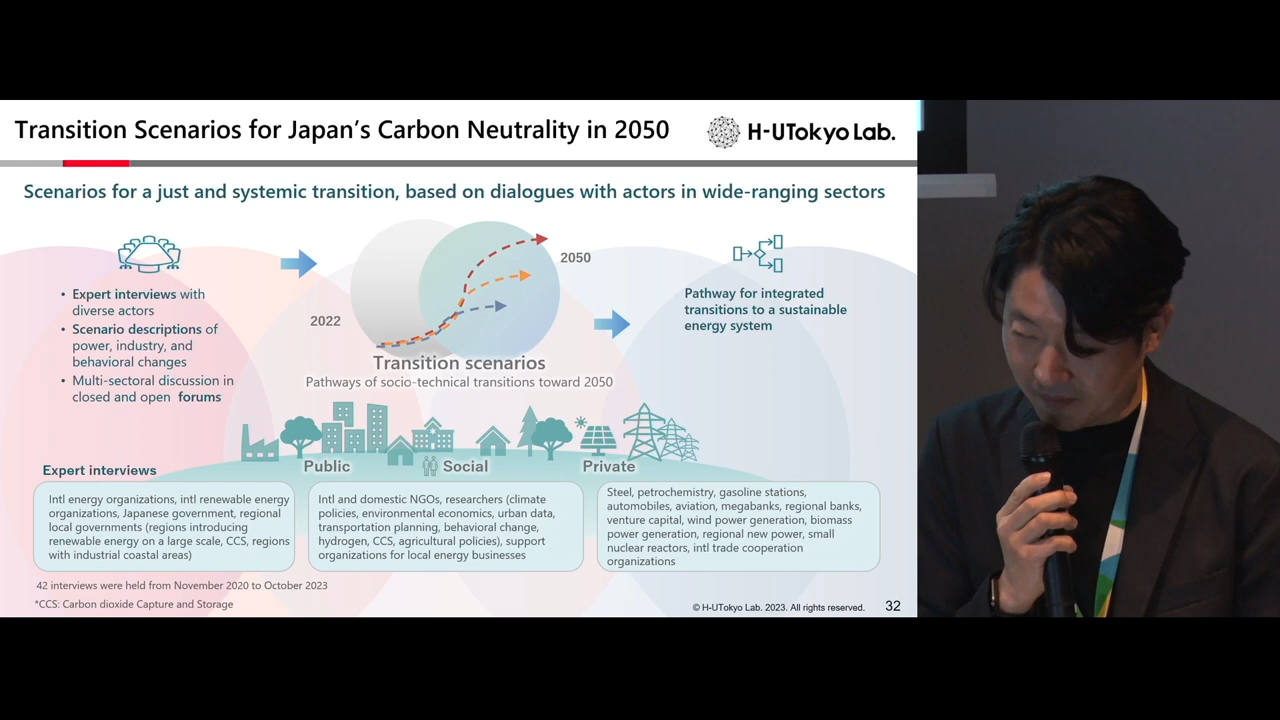 Transition Scenarios for Japan's Carbon Neutrality in 2050
H-UTokyo Lab.
Scenarios for a just and systemic transition, based on dialogues with actors in wide-ranging sectors
• Expert interviews with
diverse actors
• Scenario descriptions of
power, industry, and
behavioral changes
• Multi-sectoral discussion in
closed and open forums
2022
2050
Transition scenarios
Pathways of socio-technical transitions toward 2050
Pathway for integrated
transitions to a sustainable
energy system
Expert interviews
Public
Social
Private
Intl energy organizations, intl renewable energy
organizations, Japanese government, regional
local governments (regions introducing
renewable energy on a large scale, CCS, regions
with industrial coastal areas)
Intl and domestic NGOs, researchers (climate
policies, environmental economics, urban data,
transportation planning, behavioral change,
hydrogen, CCS, agricultural policies), support
organizations for local energy businesses
Steel, petrochemistry, gasoline stations,
automobiles, aviation, megabanks, regional banks,
venture capital, wind power generation, biomass
power generation, regional new power, small
nuclear reactors, intl trade cooperation
organizations
42 interviews were held from November 2020 to October 2023
*CCS: Carbon dioxide Capture and Storage
© H-UTokyo Lab. 2023. All rights reserved.
32